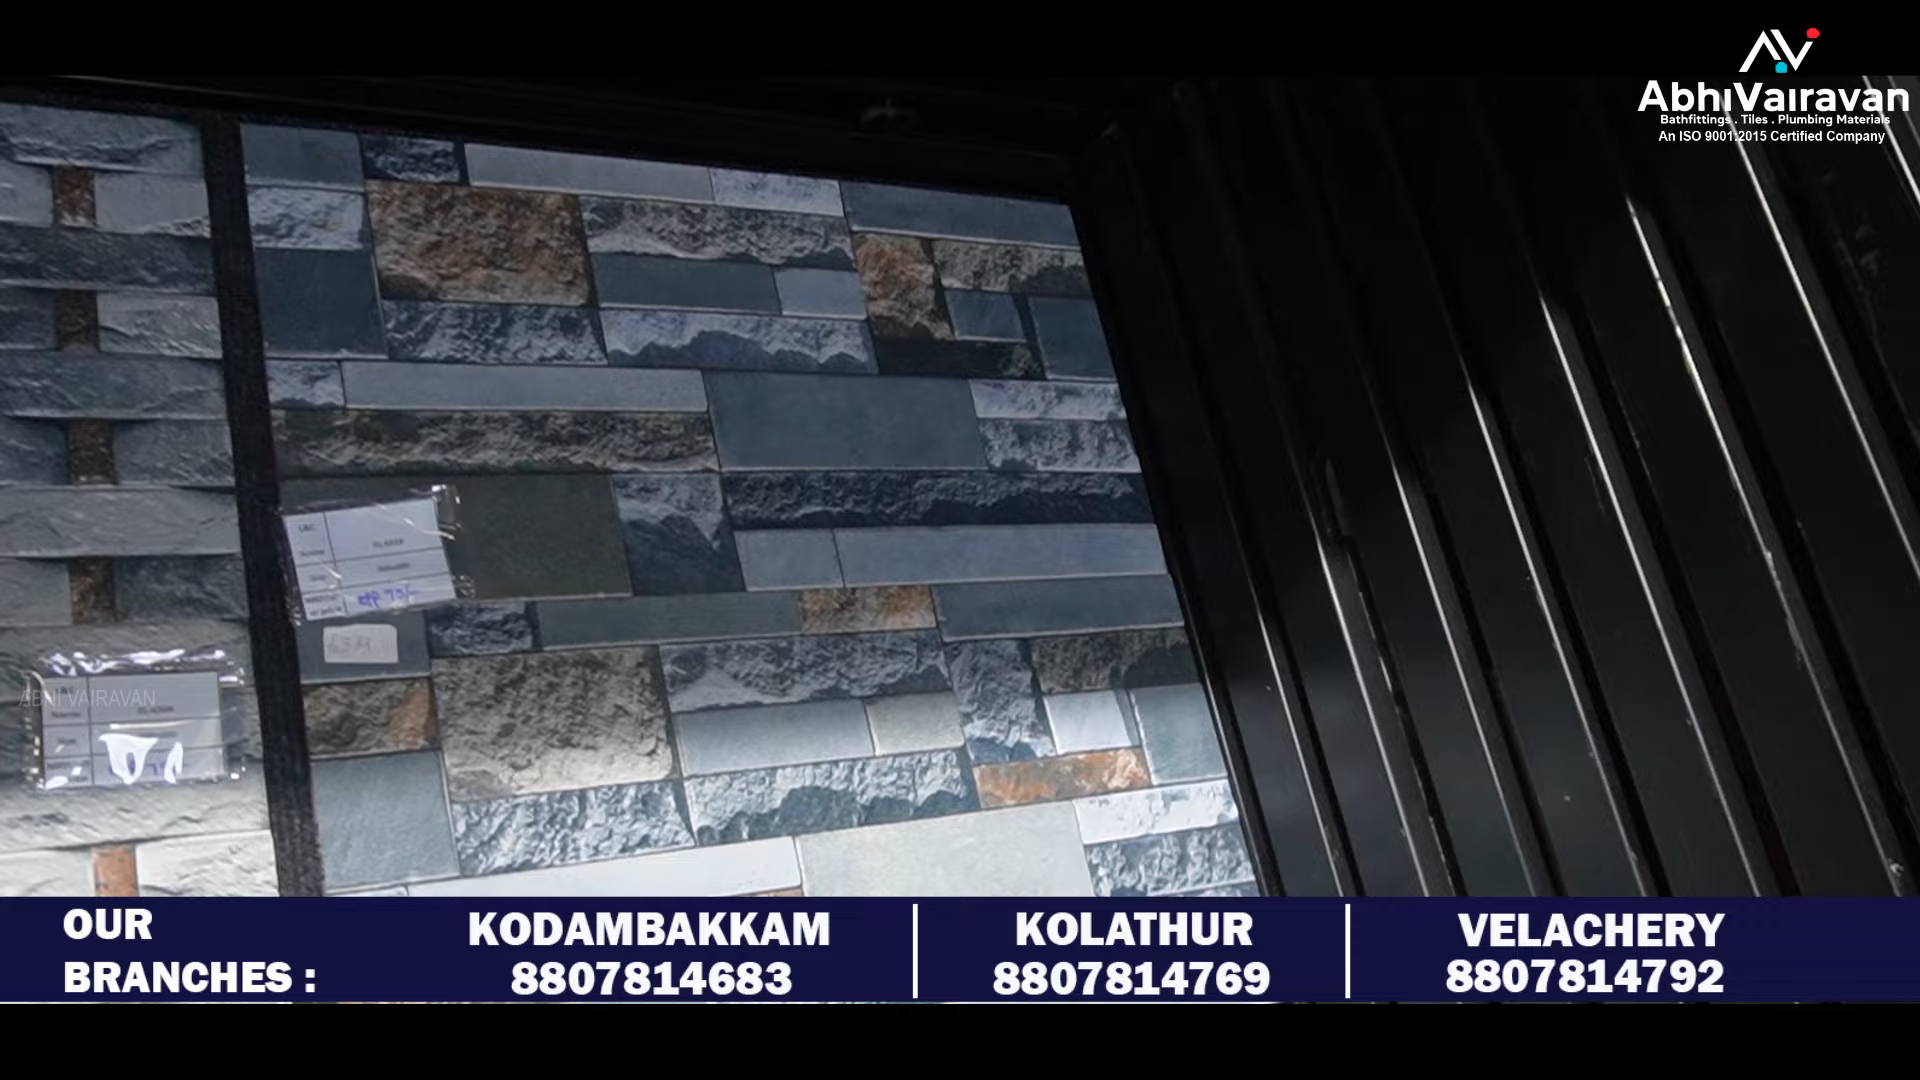 AbhiVairavan
Bathfittings . Tiles . Plumbing Materials
An ISO 9001:2015 Certified Company
ABHI VAIRAVAN
Name
OUR
BRANCHES :
KODAMBAKKAM
8807814683
KOLATHUR
8807814769
VELACHERY
8807814792